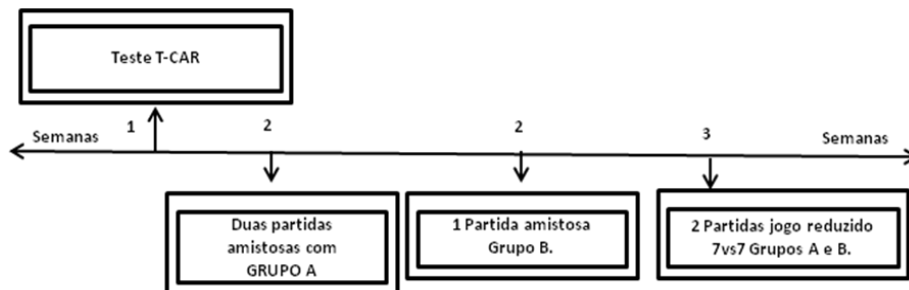 Teste T-CAR
Semanas
1
2
2
3
Semanas
Duas partidas
amistosas com
GRUPO A
1 Partida amistosa
Grupo B.
2 Partidas jogo reduzido
7vs7 Grupos A e B.